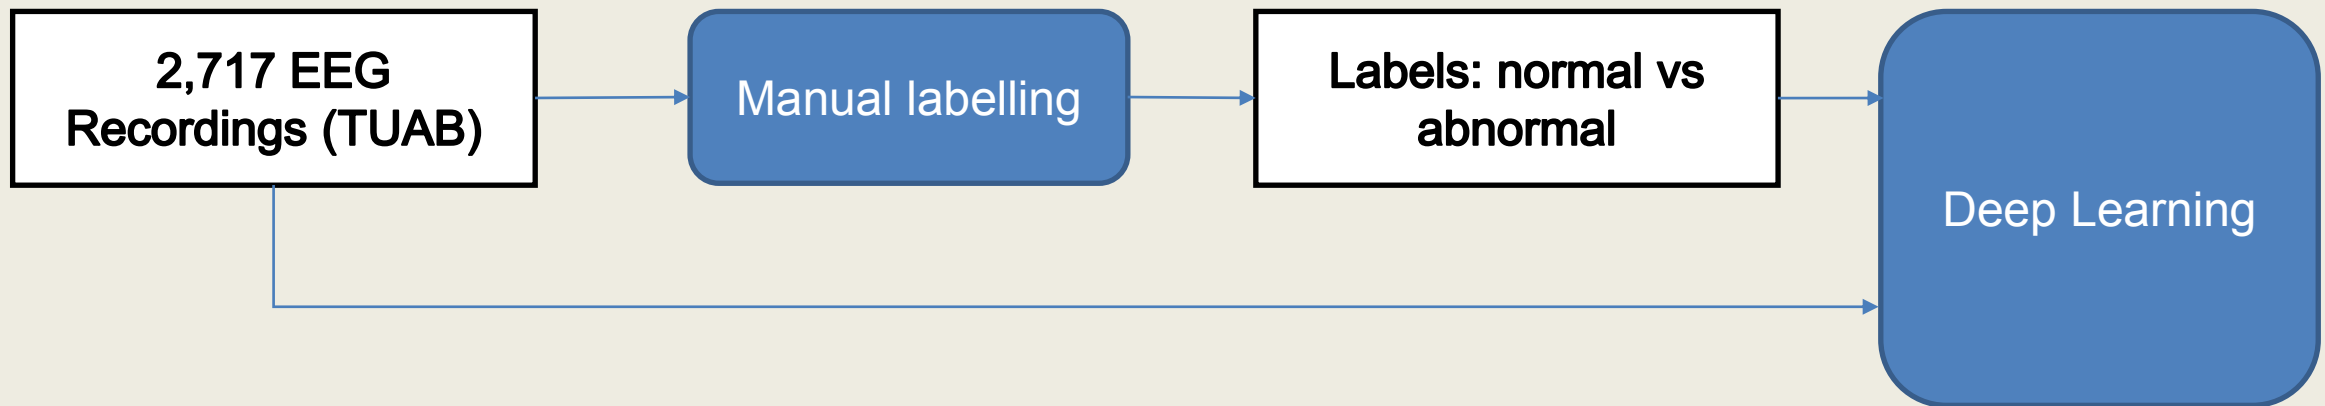 2,717 EEG
Recordings (TUAB)
Manual labelling
Labels: normal vs
abnormal
Deep Learning